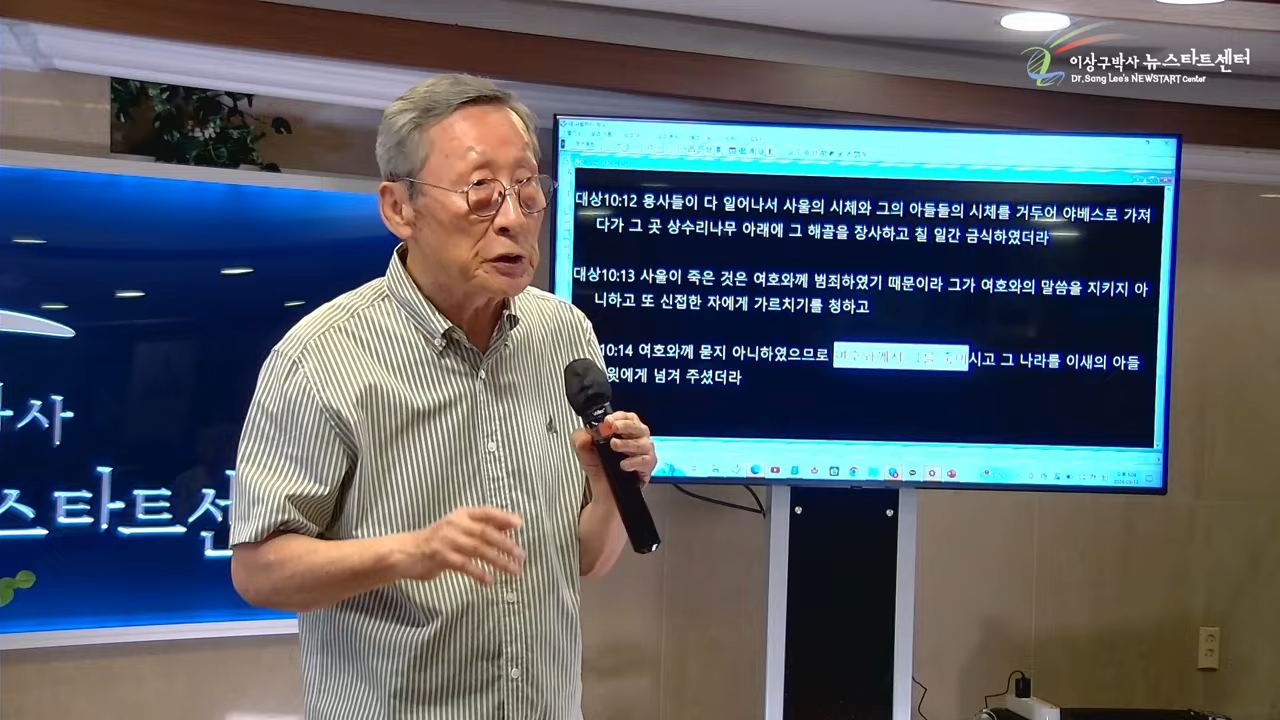 이상구박사 뉴스타트센터
Dr. Sang Lee's NEWSTART Center
대상10:12 용사들이 다 일어나서 사울의 시체와 그의 아들들의 시체를 거두어 야베스로 가져
다가 그 곳 상수리나무 아래에 그 해골을 장사하고 칠 일간 금식하였더라
대상10:13 사울이 죽은 것은 여호와께 범죄하였기 때문이라 그가 여호와의 말씀을 지키지 아
니하고 또 신접한 자에게 가르치기를 청하고
10:14 여호와께 묻지 아니하였으므로 여호와께서 그를 죽이시고 그 나라를 이새의 아들
윗에게 넘겨 주셨더라
사
스타트센